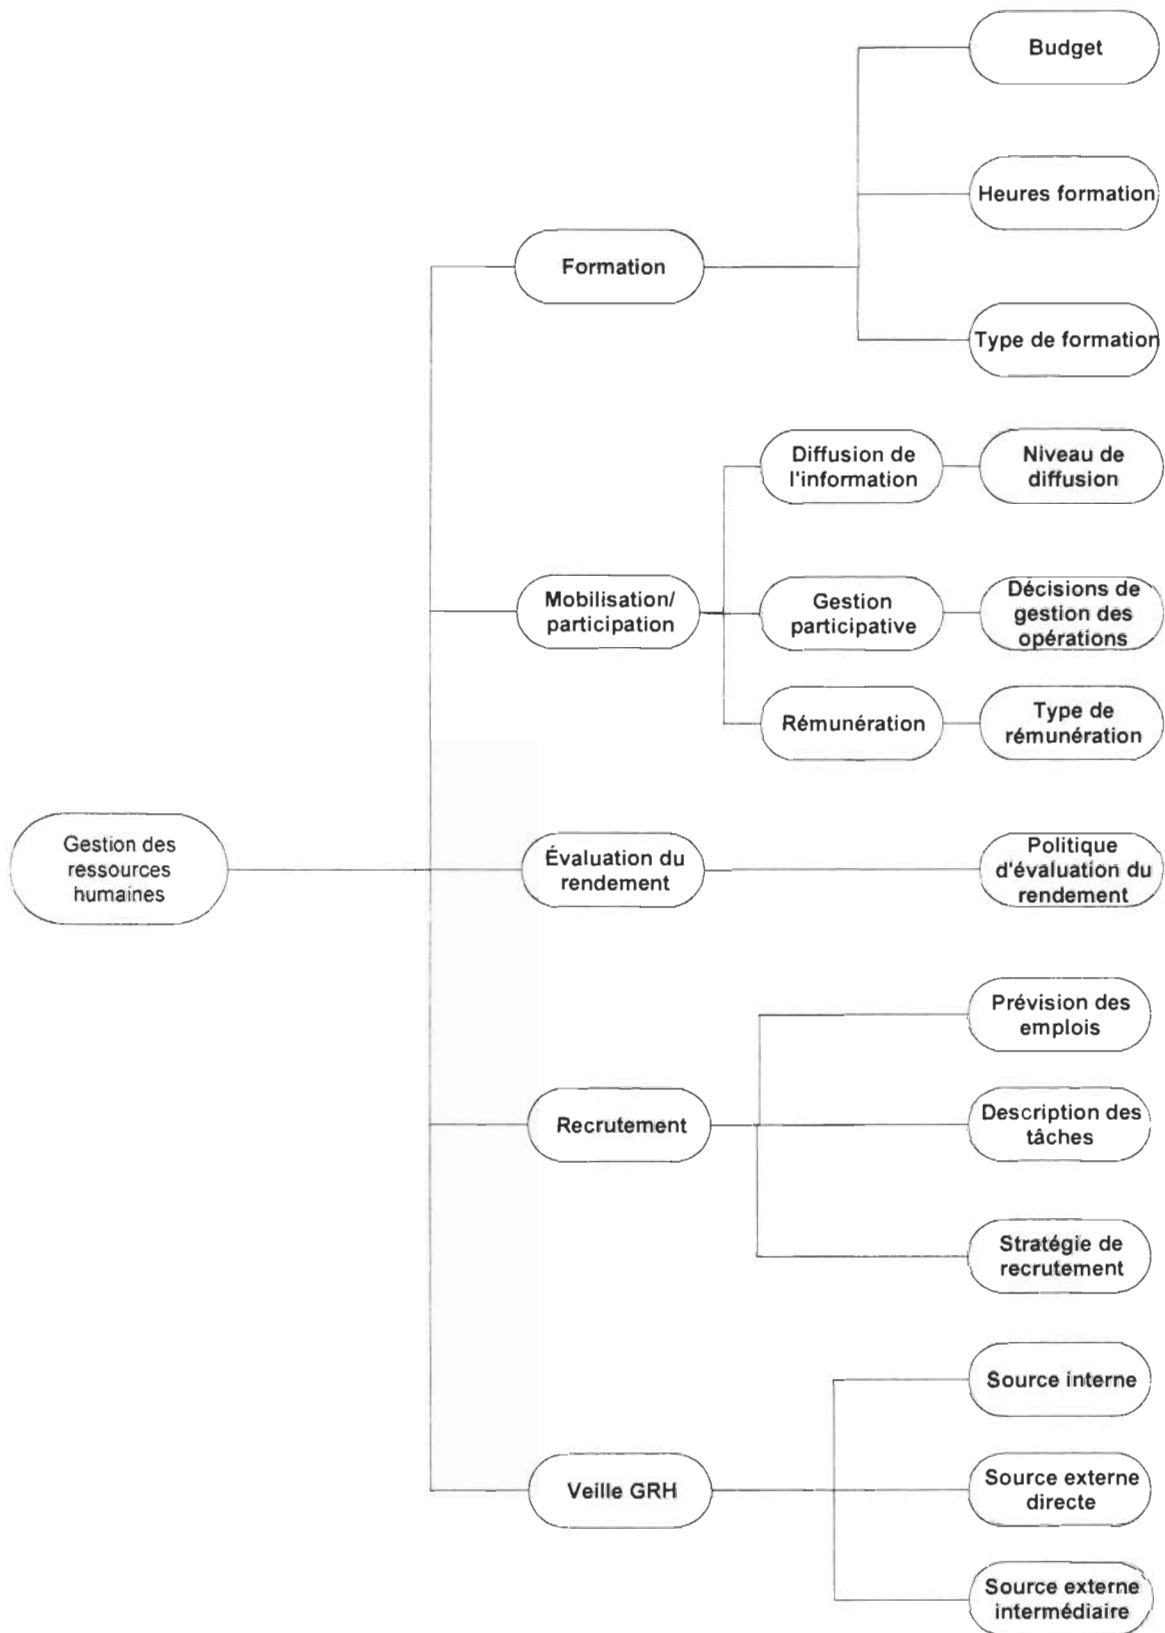 Budget
Heures formation
Formation
Type de formation
Diffusion de
l'information
Niveau de
diffusion
Mobilisation/
participation
Gestion
participative
Décisions de
gestion des
opérations
Rémunération
Type de
rémunération
Gestion des
ressources
humaines
Évaluation du
rendement
Politique
d'évaluation du
rendement
Prévision des
emplois
Recrutement
Description des
tâches
Stratégie de
recrutement
Source interne
Veille GRH
Source externe
directe
Source externe
intermédiaire